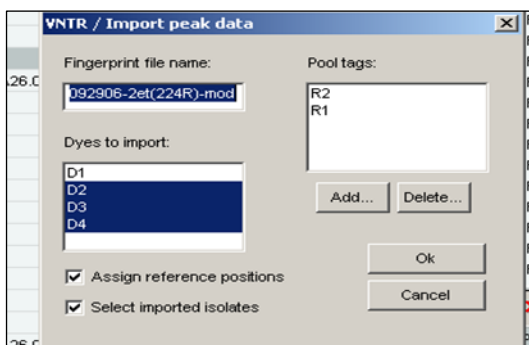 VNTR / Import peak data
Fingerprint file name:
092906-2et(224R)-mod
Dyes to import:
D1
D2
D3
D4
Assign reference positions
Select imported isolates
Pool tags:
R2
R1
Add...
Delete...
Ok
Cancel